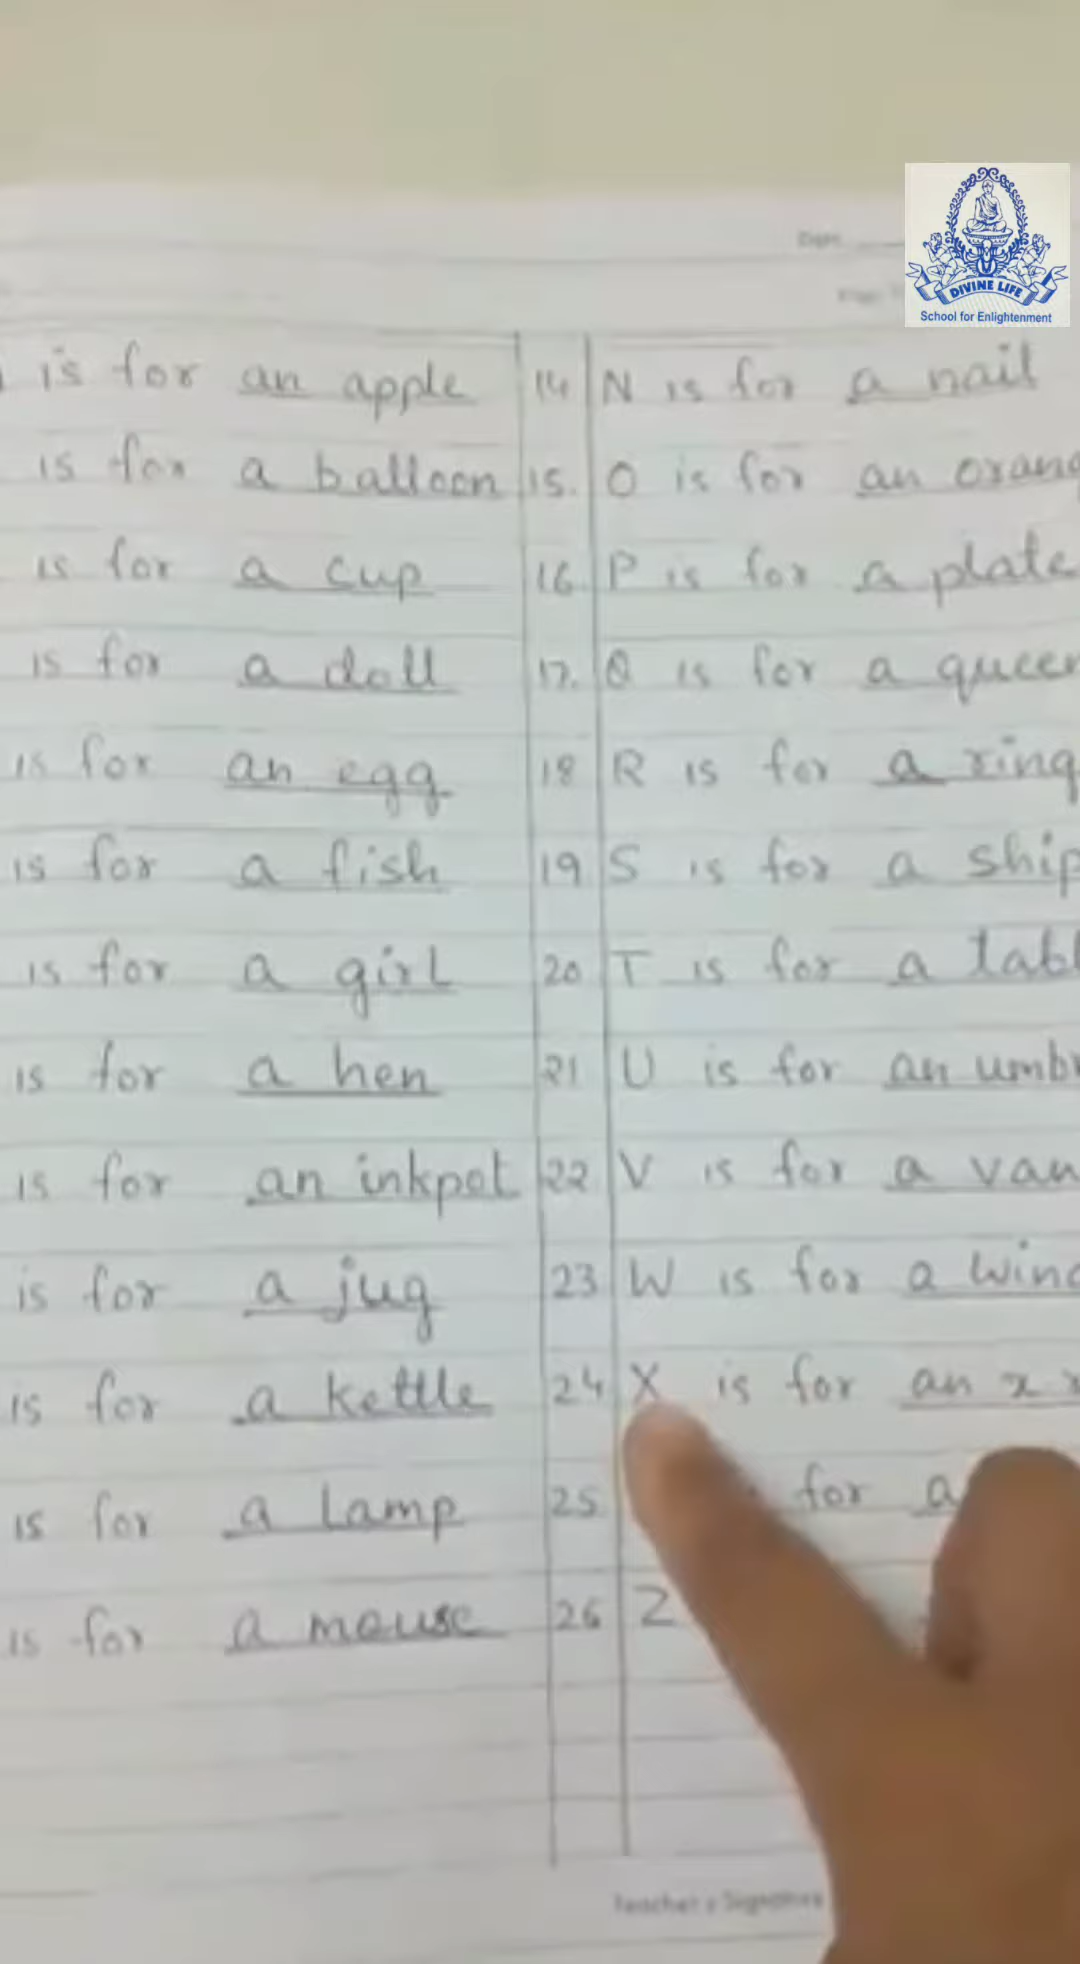 Date
DIVINE LIFE
School for Enlightenment
is for an apple
is for a balloon
is for a cup
is for a doll
is for an egg
is for a fish
is for a girl
is for a hen
is for an inkpot
is for a jug
is for a kettle
is for a lamp
is for a mouse
14 N is for a nail
15. O is for an orang
16 P is for a plate
17. Q is for a queen
18 R is for a ring
19 S is for a ship
20 T is for a tabl
21 U is for an umbr
22 V is for a van
23 W is for a wind
24 X is for an x r
25 for a
26 Z
Teacher's Signature